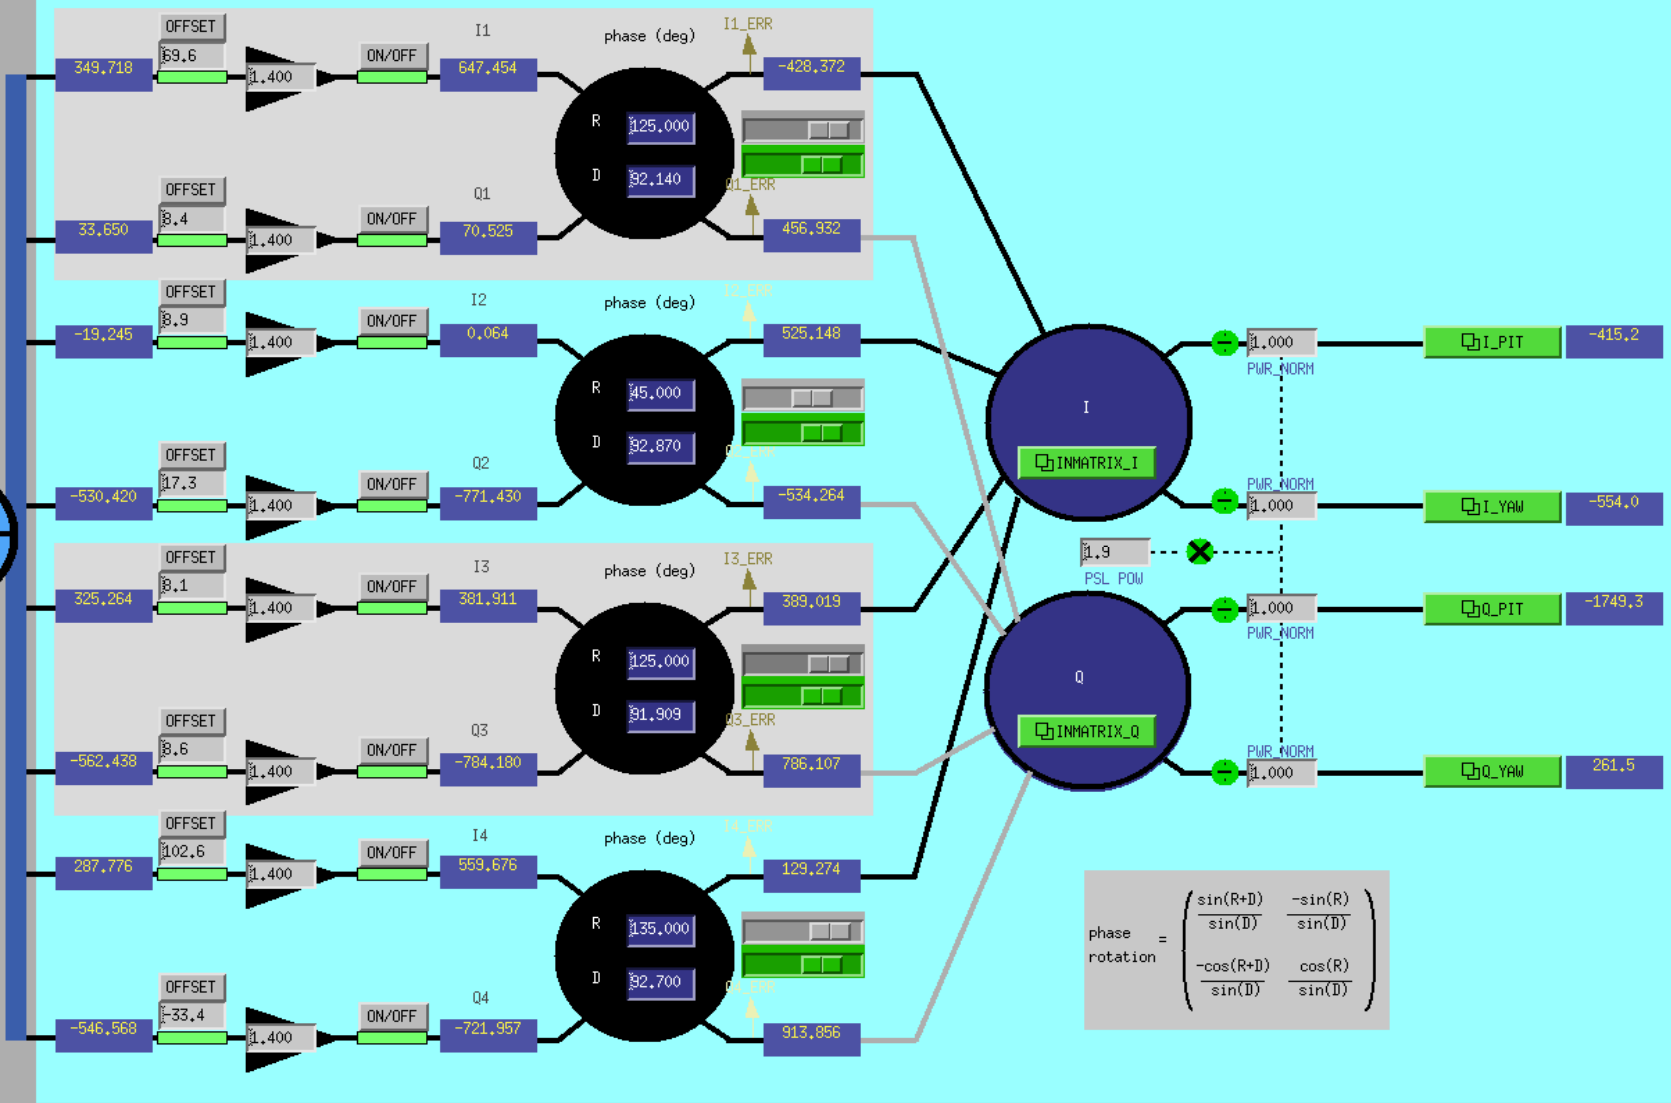 OFFSET
69.6
349.718
1.400
ON/OFF
I1
647.454
phase (deg)
R 125.000
D 92.140
I1_ERR
-428.372
OFFSET
8.4
33.650
1.400
ON/OFF
Q1
70.525
Q1_ERR
456.932
OFFSET
8.9
-19.245
1.400
ON/OFF
I2
0.064
phase (deg)
R 45.000
D 92.870
I2_ERR
525.148
OFFSET
17.3
-530.420
1.400
ON/OFF
Q2
-771.430
Q2_ERR
-534.264
OFFSET
8.1
325.264
1.400
ON/OFF
I3
381.911
phase (deg)
R 125.000
D 91.909
I3_ERR
389.019
OFFSET
8.6
-562.438
1.400
ON/OFF
Q3
-784.180
Q3_ERR
786.107
OFFSET
102.6
287.776
1.400
ON/OFF
I4
559.676
phase (deg)
R 135.000
D 92.700
I4_ERR
129.274
OFFSET
-33.4
-546.568
1.400
ON/OFF
Q4
-721.957
Q4_ERR
913.856
I
INMATRIX_I
1.000
PWR_NORM
I_PIT
-415.2
PWR_NORM
1.000
I_YAW
-554.0
1.9
PSL POW
Q
INMATRIX_Q
1.000
PWR_NORM
Q_PIT
-1749.3
PWR_NORM
1.000
Q_YAW
261.5
phase
rotation
=
sin(R+D) -sin(R)
sin(D) sin(D)
-cos(R+D) cos(R)
sin(D) sin(D)